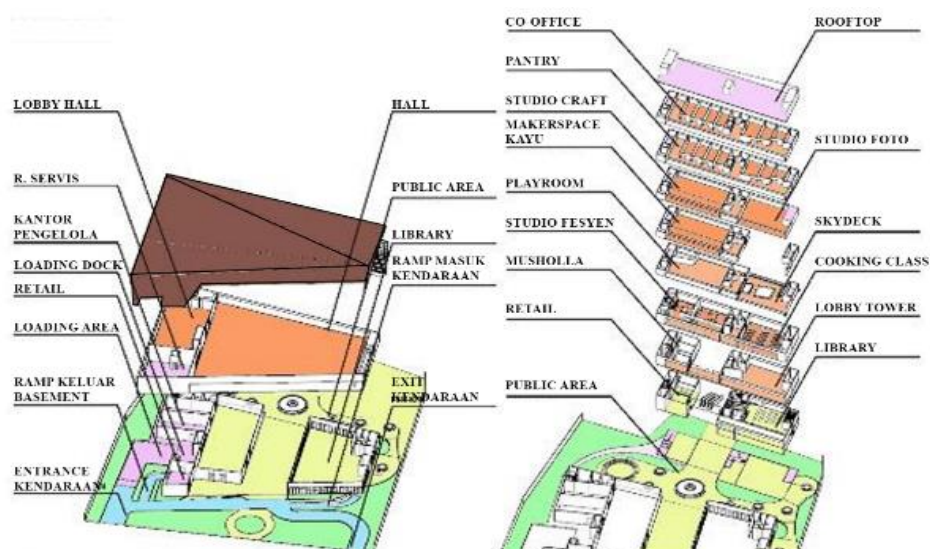 LOBBY HALL
R. SERVIS
KANTOR
PENGELOLA
LOADING DOCK
RETAIL
LOADING AREA
RAMP KELUAR
BASEMENT
ENTRANCE
KENDARAAN
HALL
PUBLIC AREA
LIBRARY
RAMP MASUK
KENDARAAN
EXIT
KENDARAAN
CO OFFICE
PANTRY
STUDIO CRAFT
MAKERSPACE
KAYU
PLAYROOM
STUDIO FESYEN
MUSHOLLA
RETAIL
PUBLIC AREA
ROOFTOP
STUDIO FOTO
SKYDECK
COOKING CLASS
LOBBY TOWER
LIBRARY